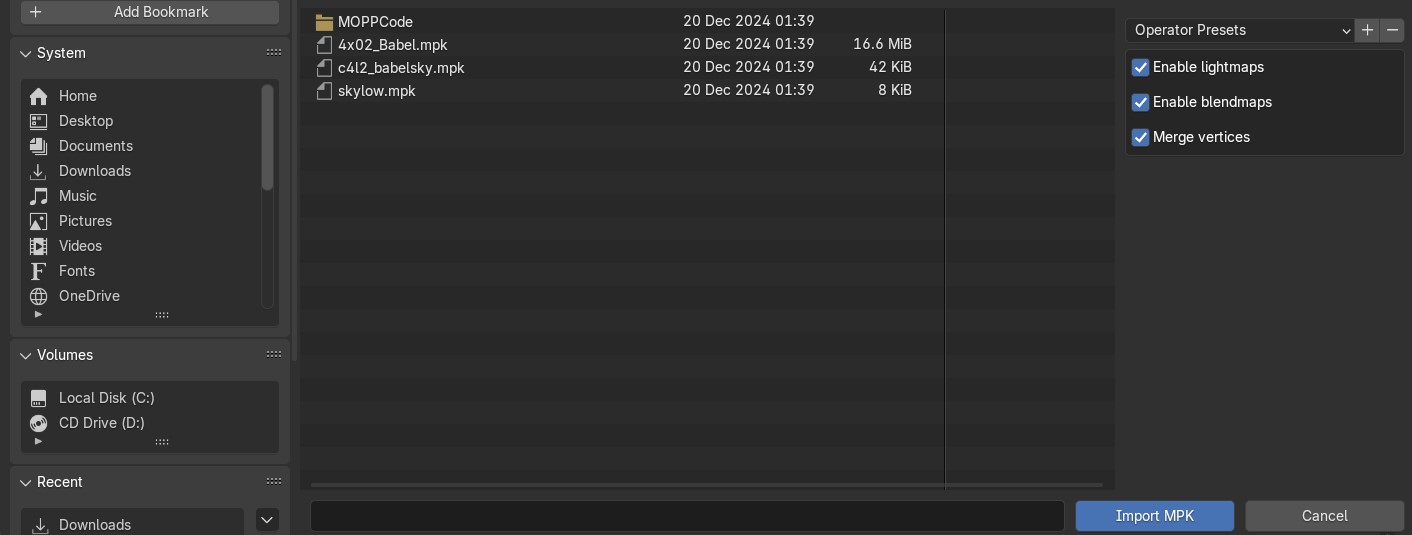 Add Bookmark
System
Home
Desktop
Documents
Downloads
Music
Pictures
Videos
Fonts
OneDrive
Volumes
Local Disk (C:)
CD Drive (D:)
Recent
Downloads
MOPPCode 20 Dec 2024 01:39
4x02_Babel.mpk 20 Dec 2024 01:39 16.6 MiB
c4l2_babelsky.mpk 20 Dec 2024 01:39 42 KiB
skylow.mpk 20 Dec 2024 01:39 8 KiB
Operator Presets
Enable lightmaps
Enable blendmaps
Merge vertices
Import MPK
Cancel